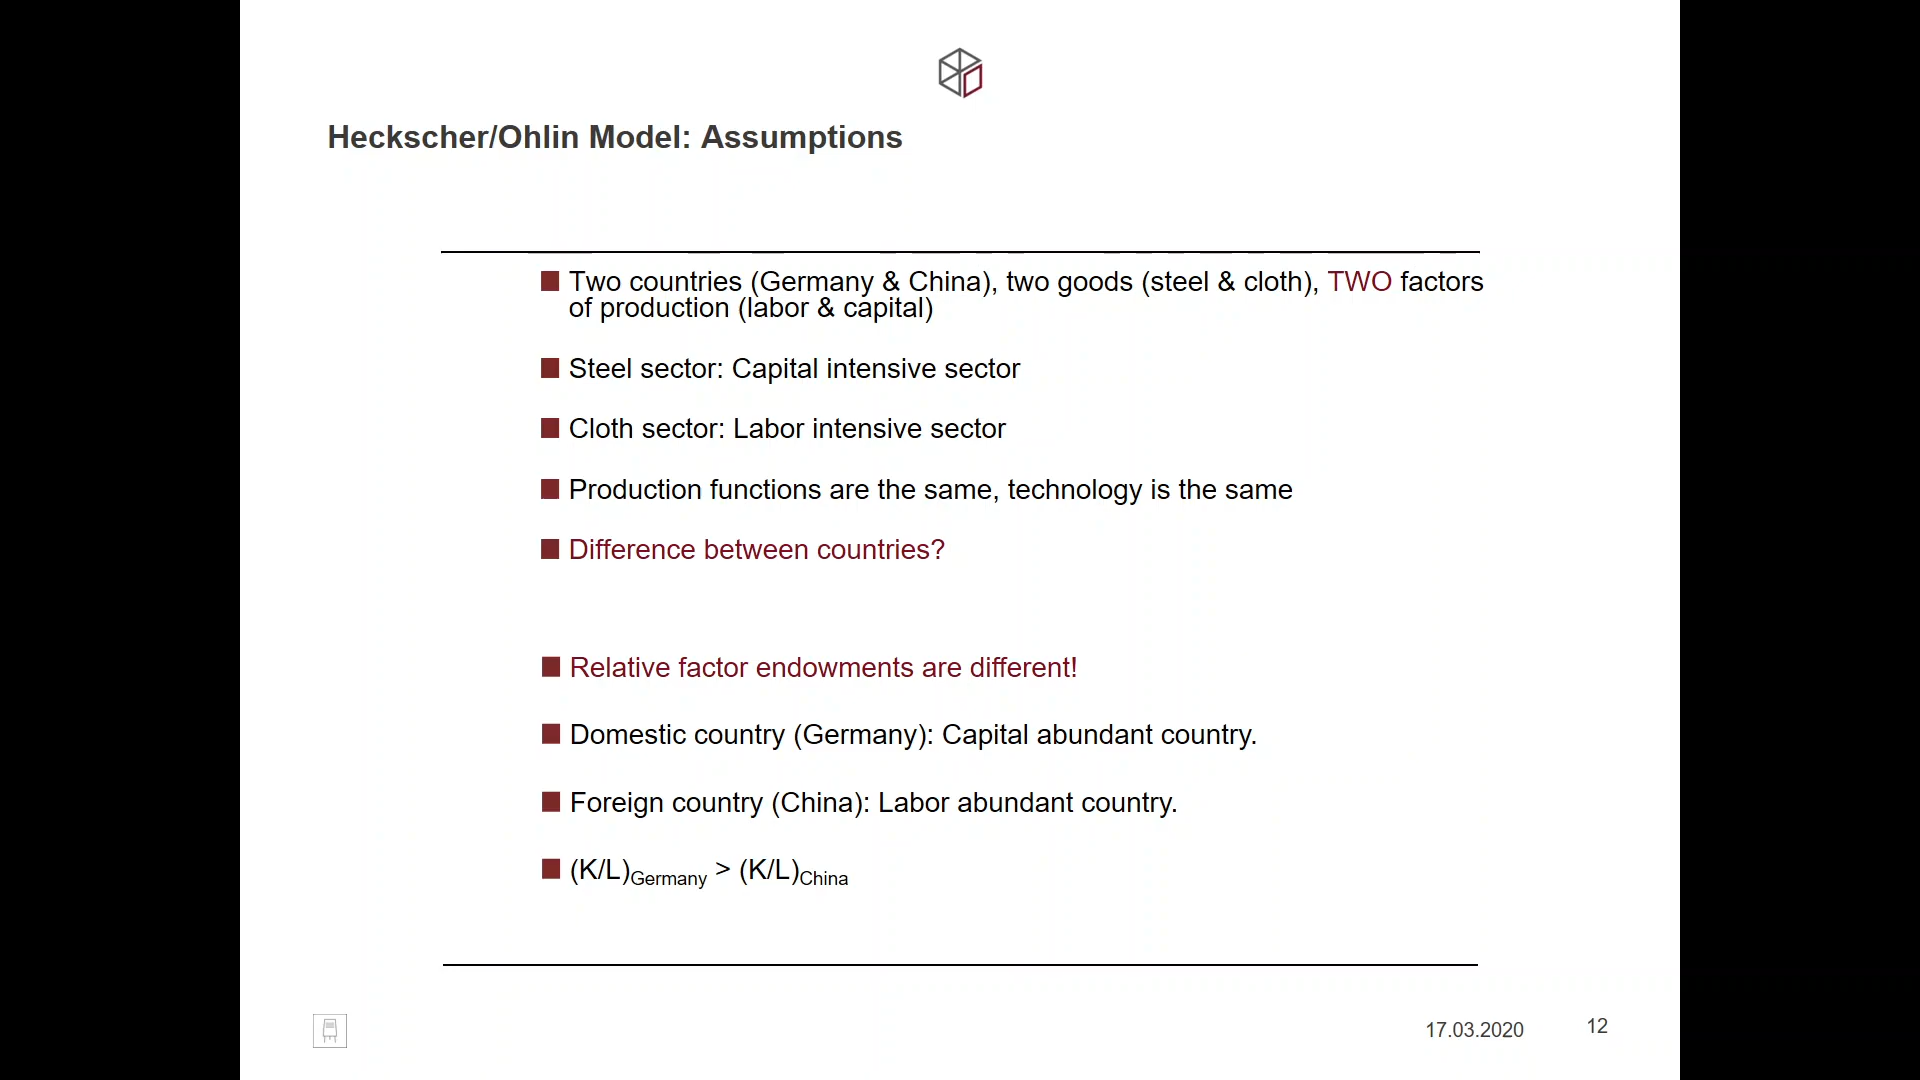 Heckscher/Ohlin Model: Assumptions
Two countries (Germany & China), two goods (steel & cloth), TWO factors
of production (labor & capital)
Steel sector: Capital intensive sector
Cloth sector: Labor intensive sector
Production functions are the same, technology is the same
Difference between countries?
Relative factor endowments are different!
Domestic country (Germany): Capital abundant country.
Foreign country (China): Labor abundant country.
(K/L)Germany > (K/L)China
17.03.2020
12